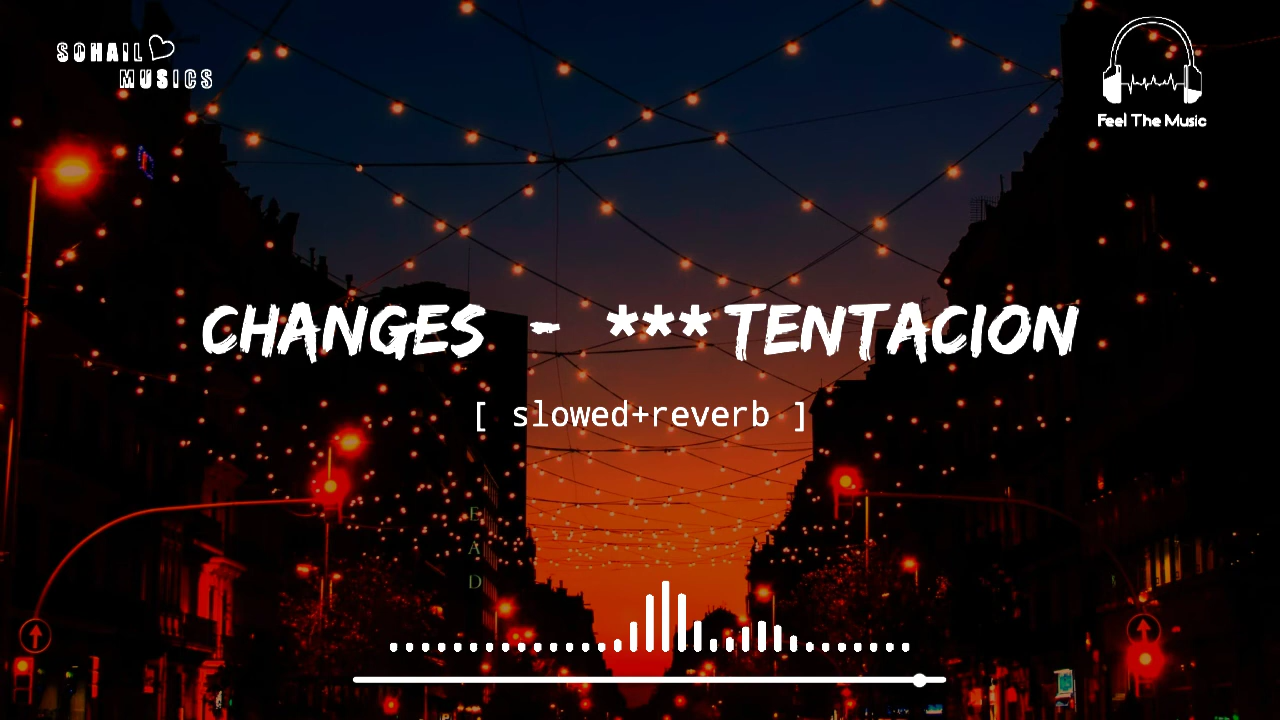 SOHAIL
MUSICS
Feel The Music
CHANGES - ***TENTACION
[ slowed+reverb ]
E
A
D